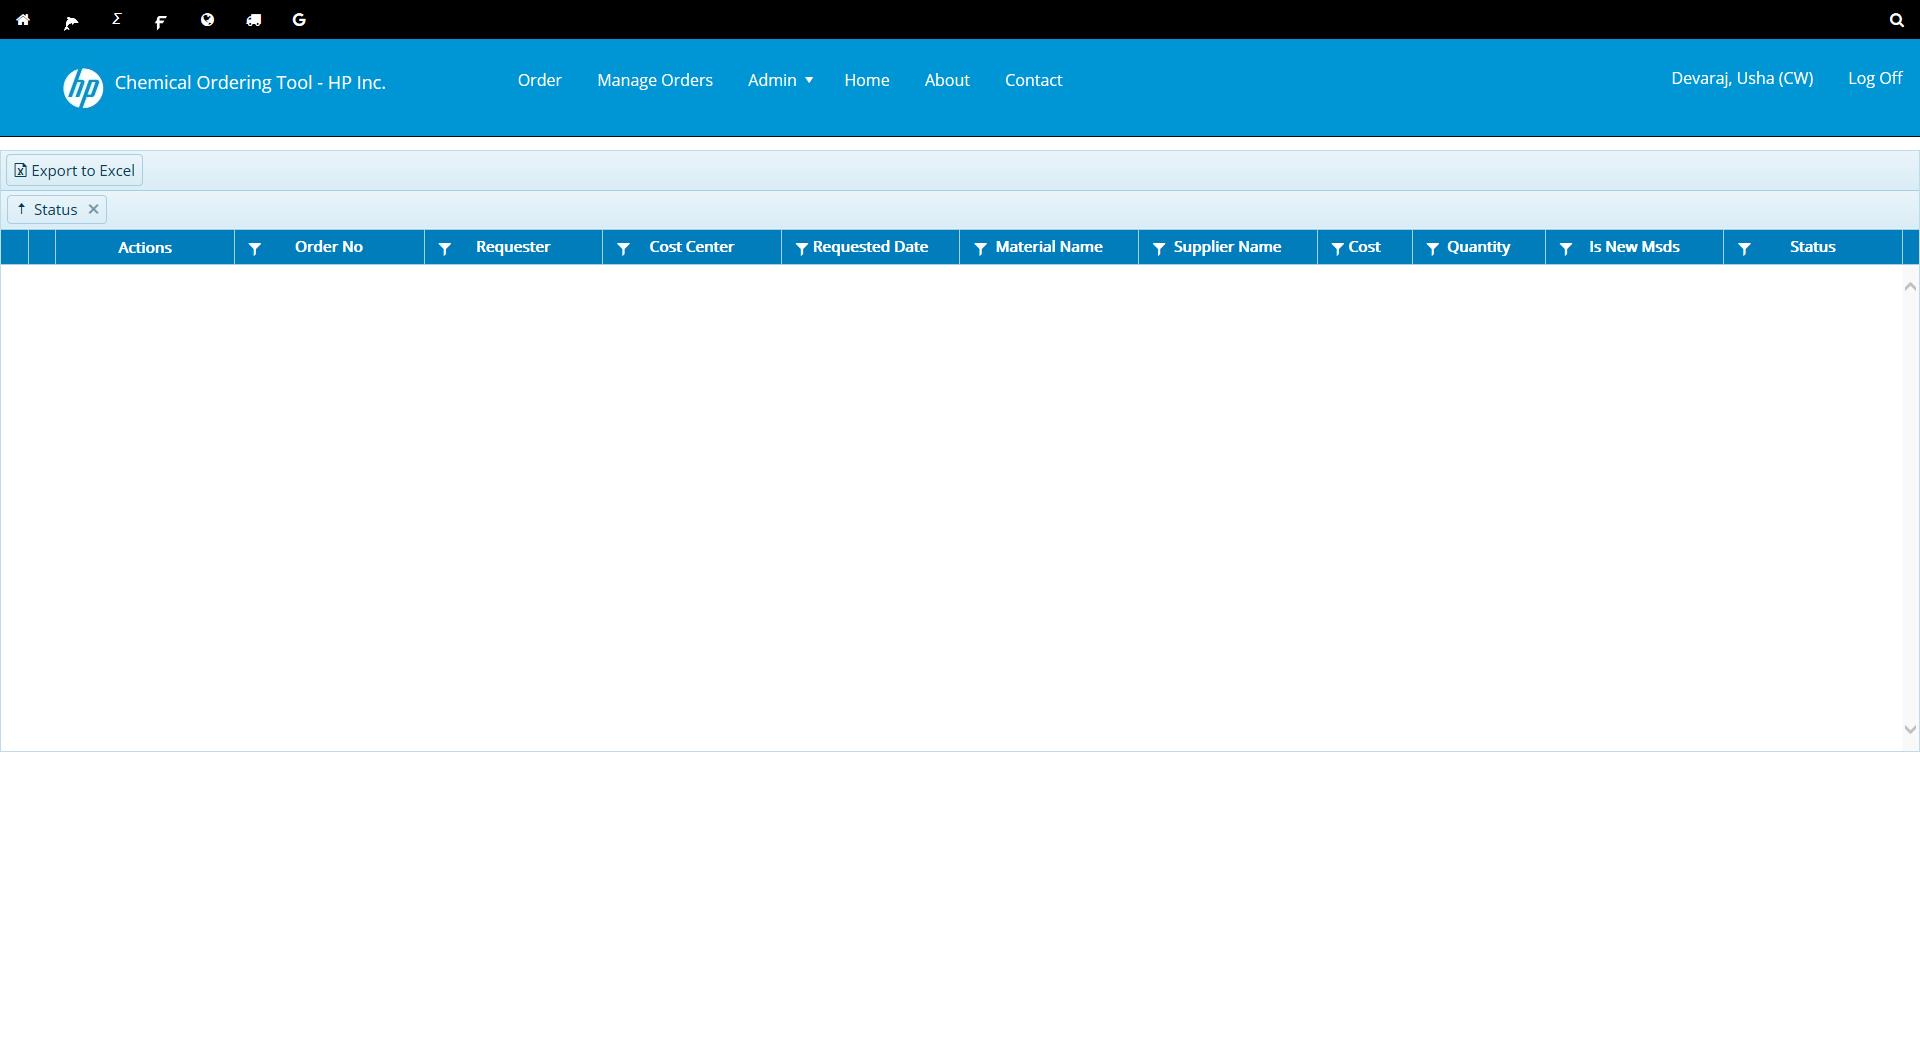 Σ F G
hp Chemical Ordering Tool - HP Inc. Order Manage Orders Admin Home About Contact Devaraj, Usha (CW) Log Off
Export to Excel
Status
Actions Order No Requester Cost Center Requested Date Material Name Supplier Name Cost Quantity Is New Msds Status